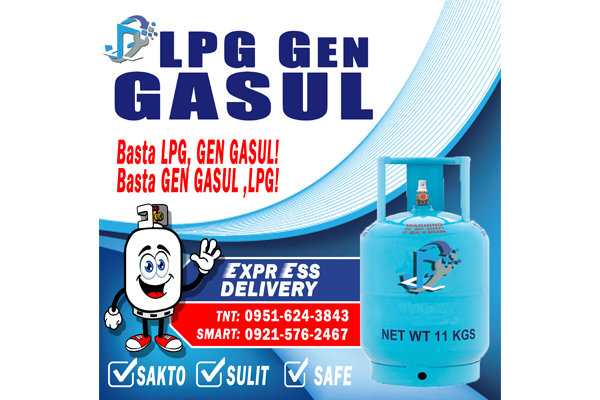 LPG GEN
GASUL
Basta LPG, GEN GASUL!
Basta GEN GASUL ,LPG!
EXPRESS
DELIVERY
TNT: 0951-624-3843
SMART: 0921-576-2467
WARNING
NET WT 11 KGS
SAKTO SULIT SAFE